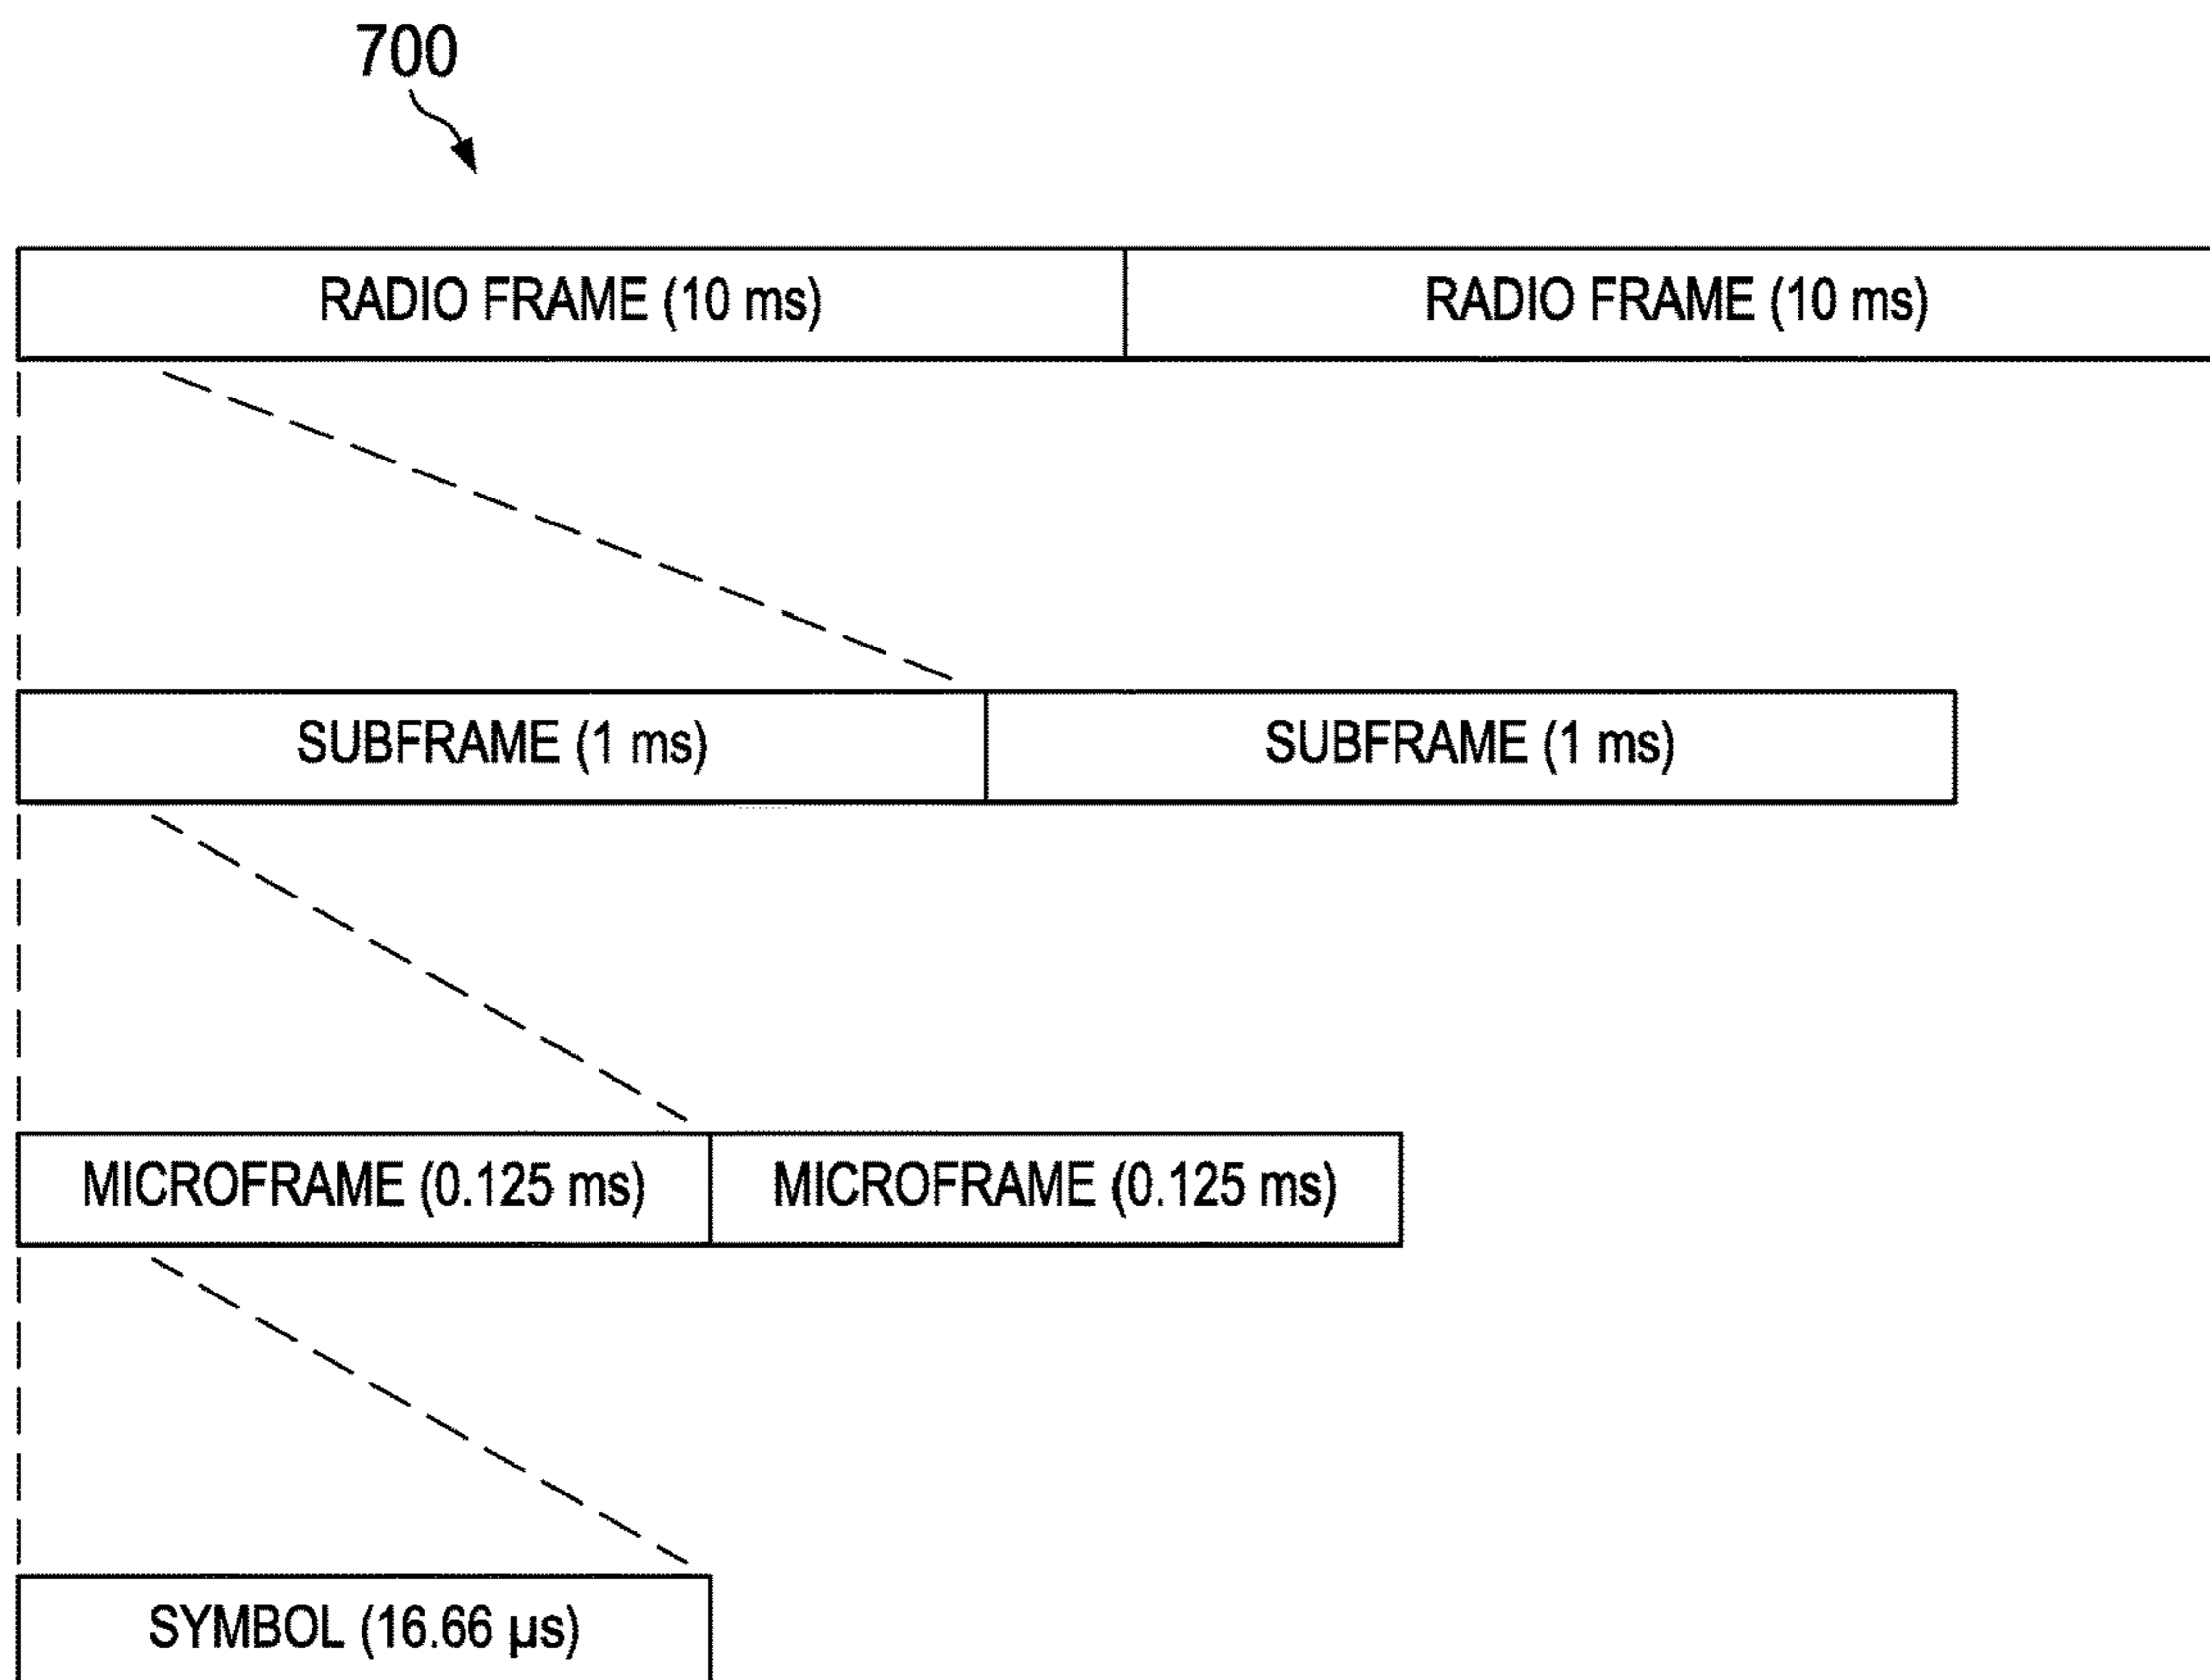 700
RADIO FRAME (10 ms) RADIO FRAME (10 ms)
SUBFRAME (1 ms) SUBFRAME (1 ms)
MICROFRAME (0.125 ms) MICROFRAME (0.125 ms)
SYMBOL (16.66 µs)